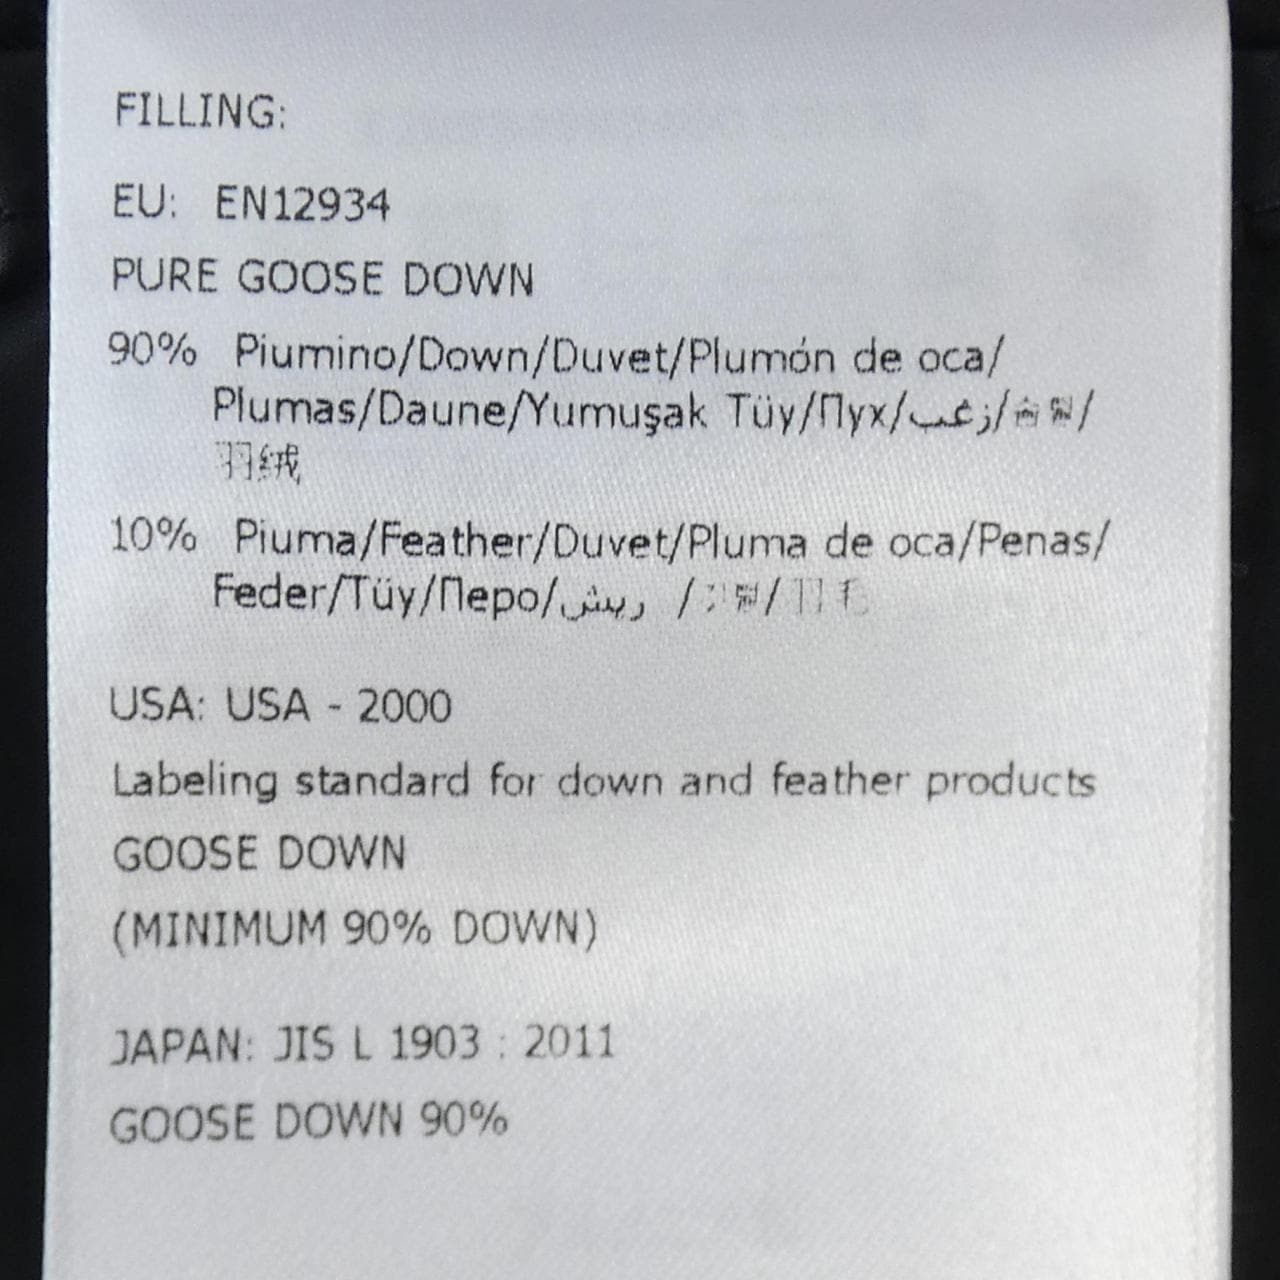 FILLING:
EU: EN12934
PURE GOOSE DOWN
90% Piumino/Down/Duvet/Plumón de oca/
Plumas/Daune/Yumuşak Tüy/Пух/زغب/
羽绒
10% Piuma/Feather/Duvet/Pluma de oca/Penas/
Feder/Tüy/Перо/ريش /
USA: USA - 2000
Labeling standard for down and feather products
GOOSE DOWN
(MINIMUM 90% DOWN)
JAPAN: JIS L 1903 : 2011
GOOSE DOWN 90%